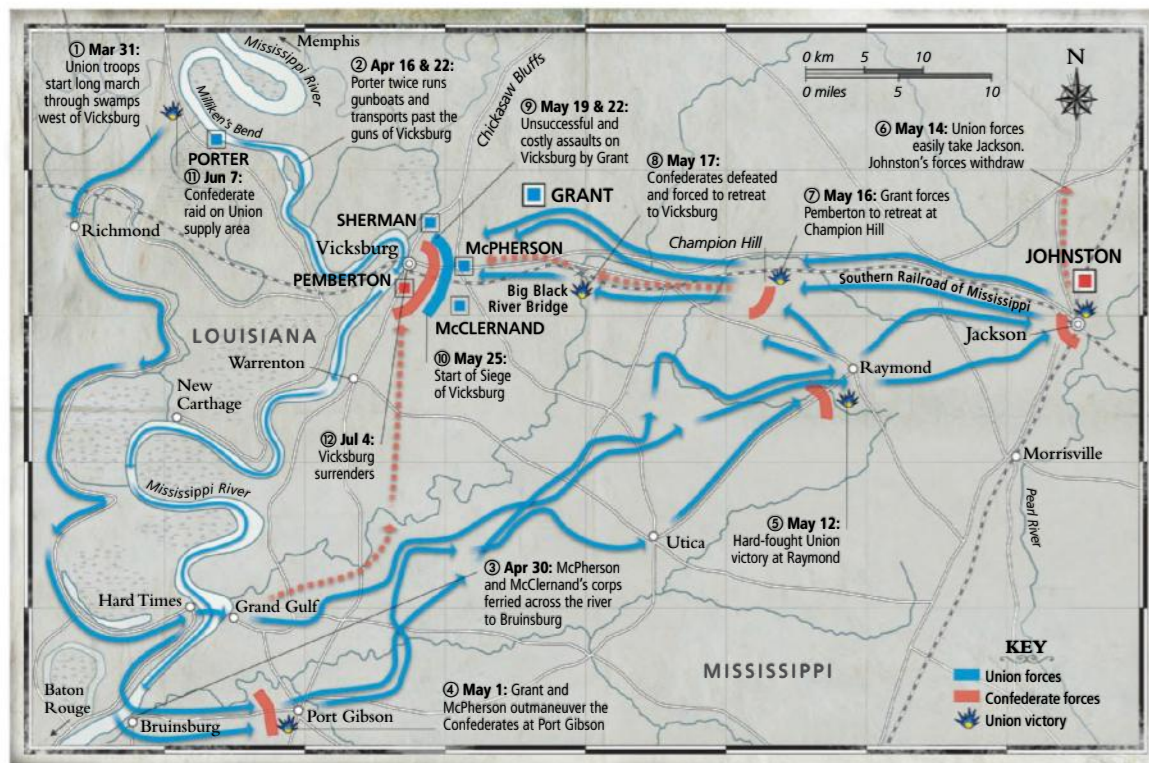 ① Mar 31:
Union troops
start long march
through swamps
west of Vicksburg
Mississippi River
Memphis
Milliken's Bend
② Apr 16 & 22:
Porter twice runs
gunboats and
transports past the
guns of Vicksburg
Chickasaw Bluffs
⑨ May 19 & 22:
Unsuccessful and
costly assaults on
Vicksburg by Grant
0 km 5 10
0 miles 5 10
N
⑥ May 14: Union forces
easily take Jackson.
Johnston's forces withdraw
PORTER
⑪ Jun 7:
Confederate
raid on Union
supply area
⑧ May 17:
Confederates defeated
and forced to retreat
to Vicksburg
⑦ May 16: Grant forces
Pemberton to retreat at
Champion Hill
GRANT
SHERMAN
Richmond
Vicksburg
McPHERSON
Champion Hill
JOHNSTON
PEMBERTON
Big Black
River Bridge
Southern Railroad of Mississippi
McCLERNAND
LOUISIANA
Jackson
Warrenton
⑩ May 25:
Start of Siege
of Vicksburg
Raymond
New
Carthage
⑫ Jul 4:
Vicksburg
surrenders
Morrisville
Mississippi River
Pearl River
⑤ May 12:
Hard-fought Union
victory at Raymond
Utica
③ Apr 30: McPherson
and McClernand's corps
ferried across the river
to Bruinsburg
Hard Times
Grand Gulf
KEY
Union forces
Confederate forces
Union victory
MISSISSIPPI
Baton
Rouge
④ May 1: Grant and
McPherson outmaneuver the
Confederates at Port Gibson
Bruinsburg
Port Gibson